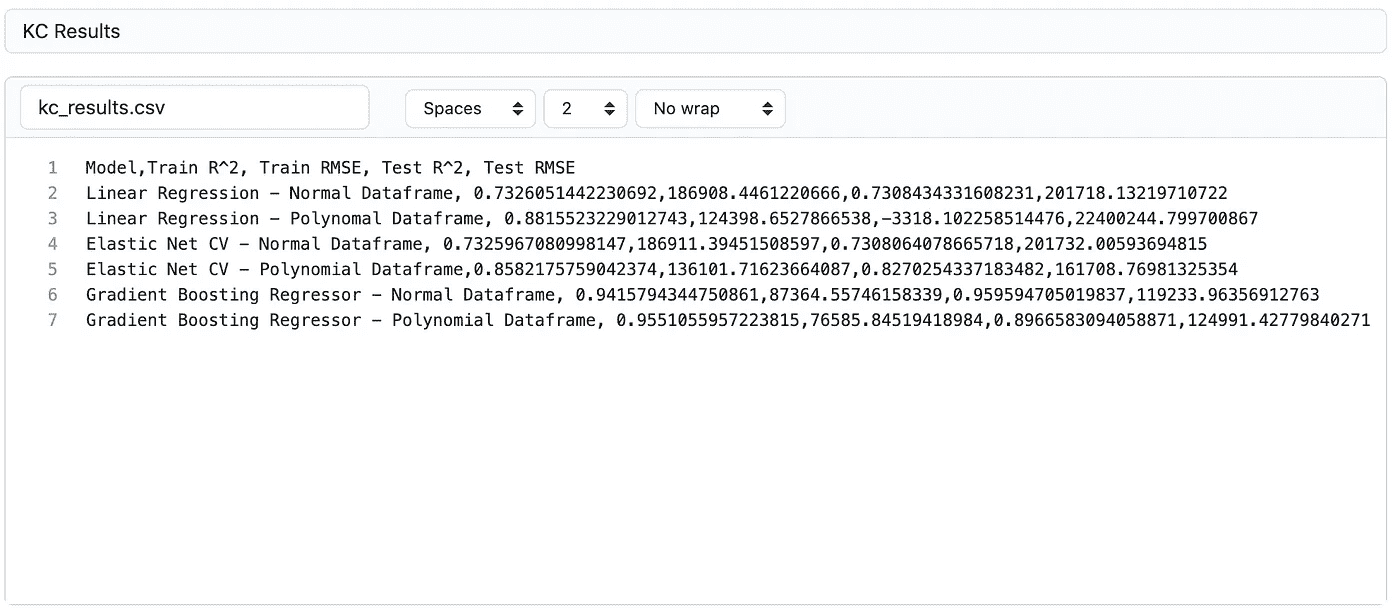 KC Results
kc_results.csv Spaces 2 No wrap
1 Model,Train R^2, Train RMSE, Test R^2, Test RMSE
2 Linear Regression – Normal Dataframe, 0.7326051442230692,186908.4461220666,0.7308434331608231,201718.13219710722
3 Linear Regression – Polynomal Dataframe, 0.8815523229012743,124398.6527866538,–3318.102258514476,22400244.799700867
4 Elastic Net CV – Normal Dataframe, 0.7325967080998147,186911.39451508597,0.7308064078665718,201732.00593694815
5 Elastic Net CV – Polynomial Dataframe,0.8582175759042374,136101.71623664087,0.8270254337183482,161708.76981325354
6 Gradient Boosting Regressor – Normal Dataframe, 0.9415794344750861,87364.55746158339,0.959594705019837,119233.96356912763
7 Gradient Boosting Regressor – Polynomial Dataframe, 0.9551055957223815,76585.84519418984,0.8966583094058871,124991.42779840271